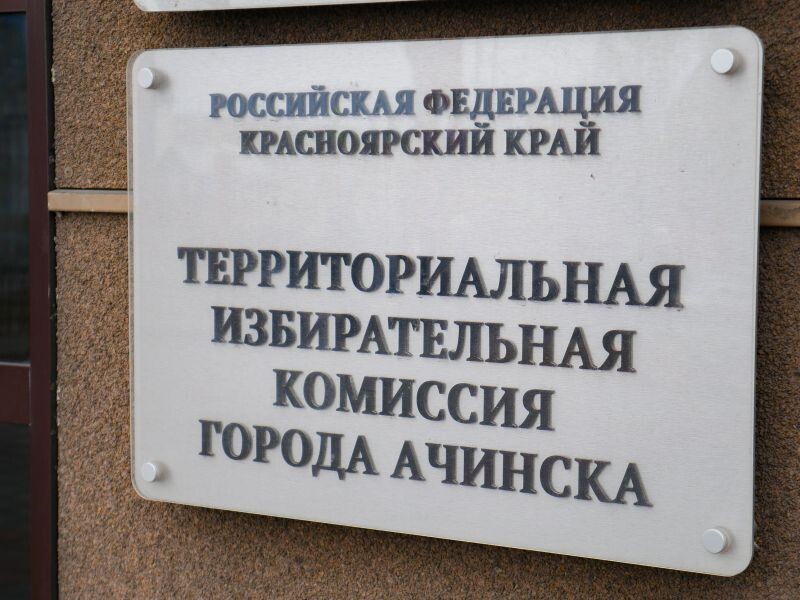 РОССИЙСКАЯ ФЕДЕРАЦИЯ
КРАСНОЯРСКИЙ КРАЙ
ТЕРРИТОРИАЛЬНАЯ
ИЗБИРАТЕЛЬНАЯ
КОМИССИЯ
ГОРОДА АЧИНСКА